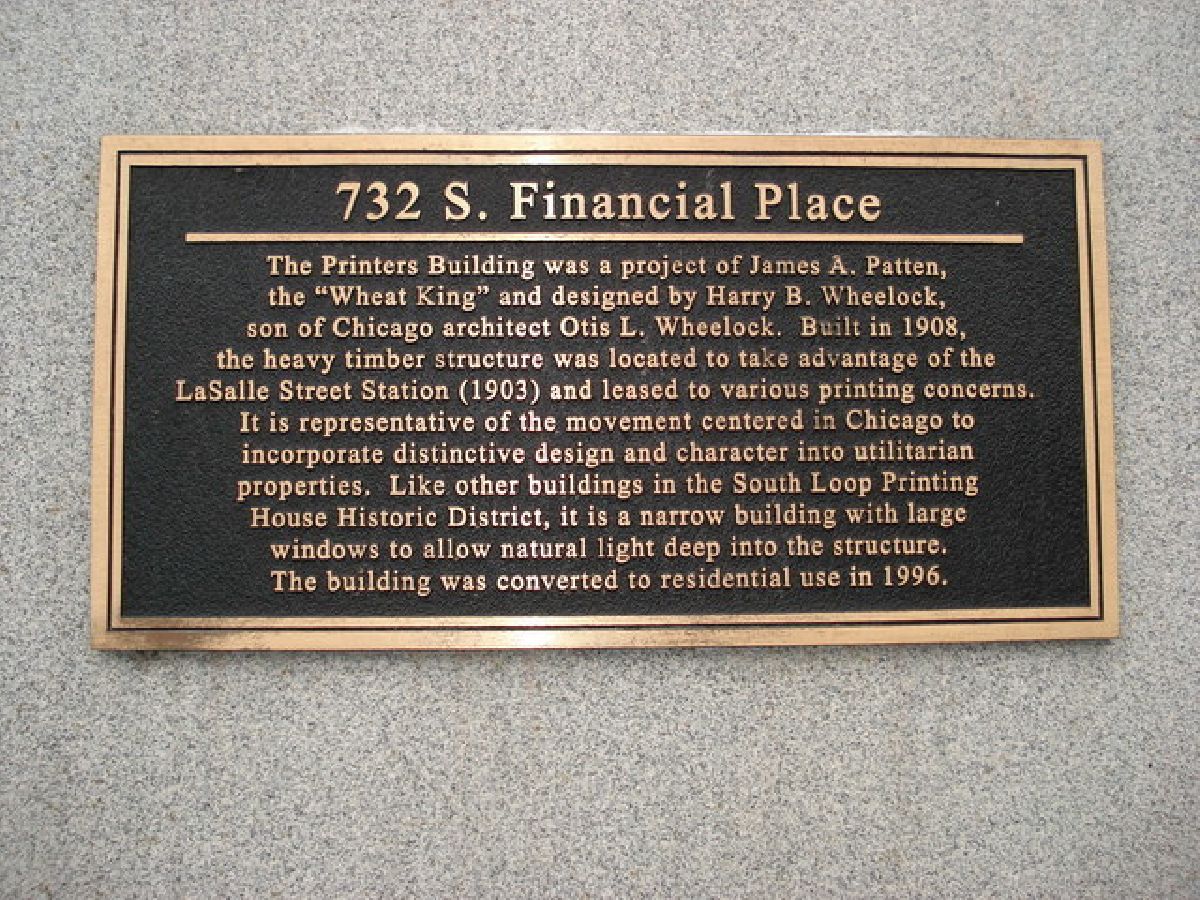 732 S. Financial Place
The Printers Building was a project of James A. Patten,
the “Wheat King” and designed by Harry B. Wheelock,
son of Chicago architect Otis L. Wheelock. Built in 1908,
the heavy timber structure was located to take advantage of the
LaSalle Street Station (1903) and leased to various printing concerns.
It is representative of the movement centered in Chicago to
incorporate distinctive design and character into utilitarian
properties. Like other buildings in the South Loop Printing
House Historic District, it is a narrow building with large
windows to allow natural light deep into the structure.
The building was converted to residential use in 1996.